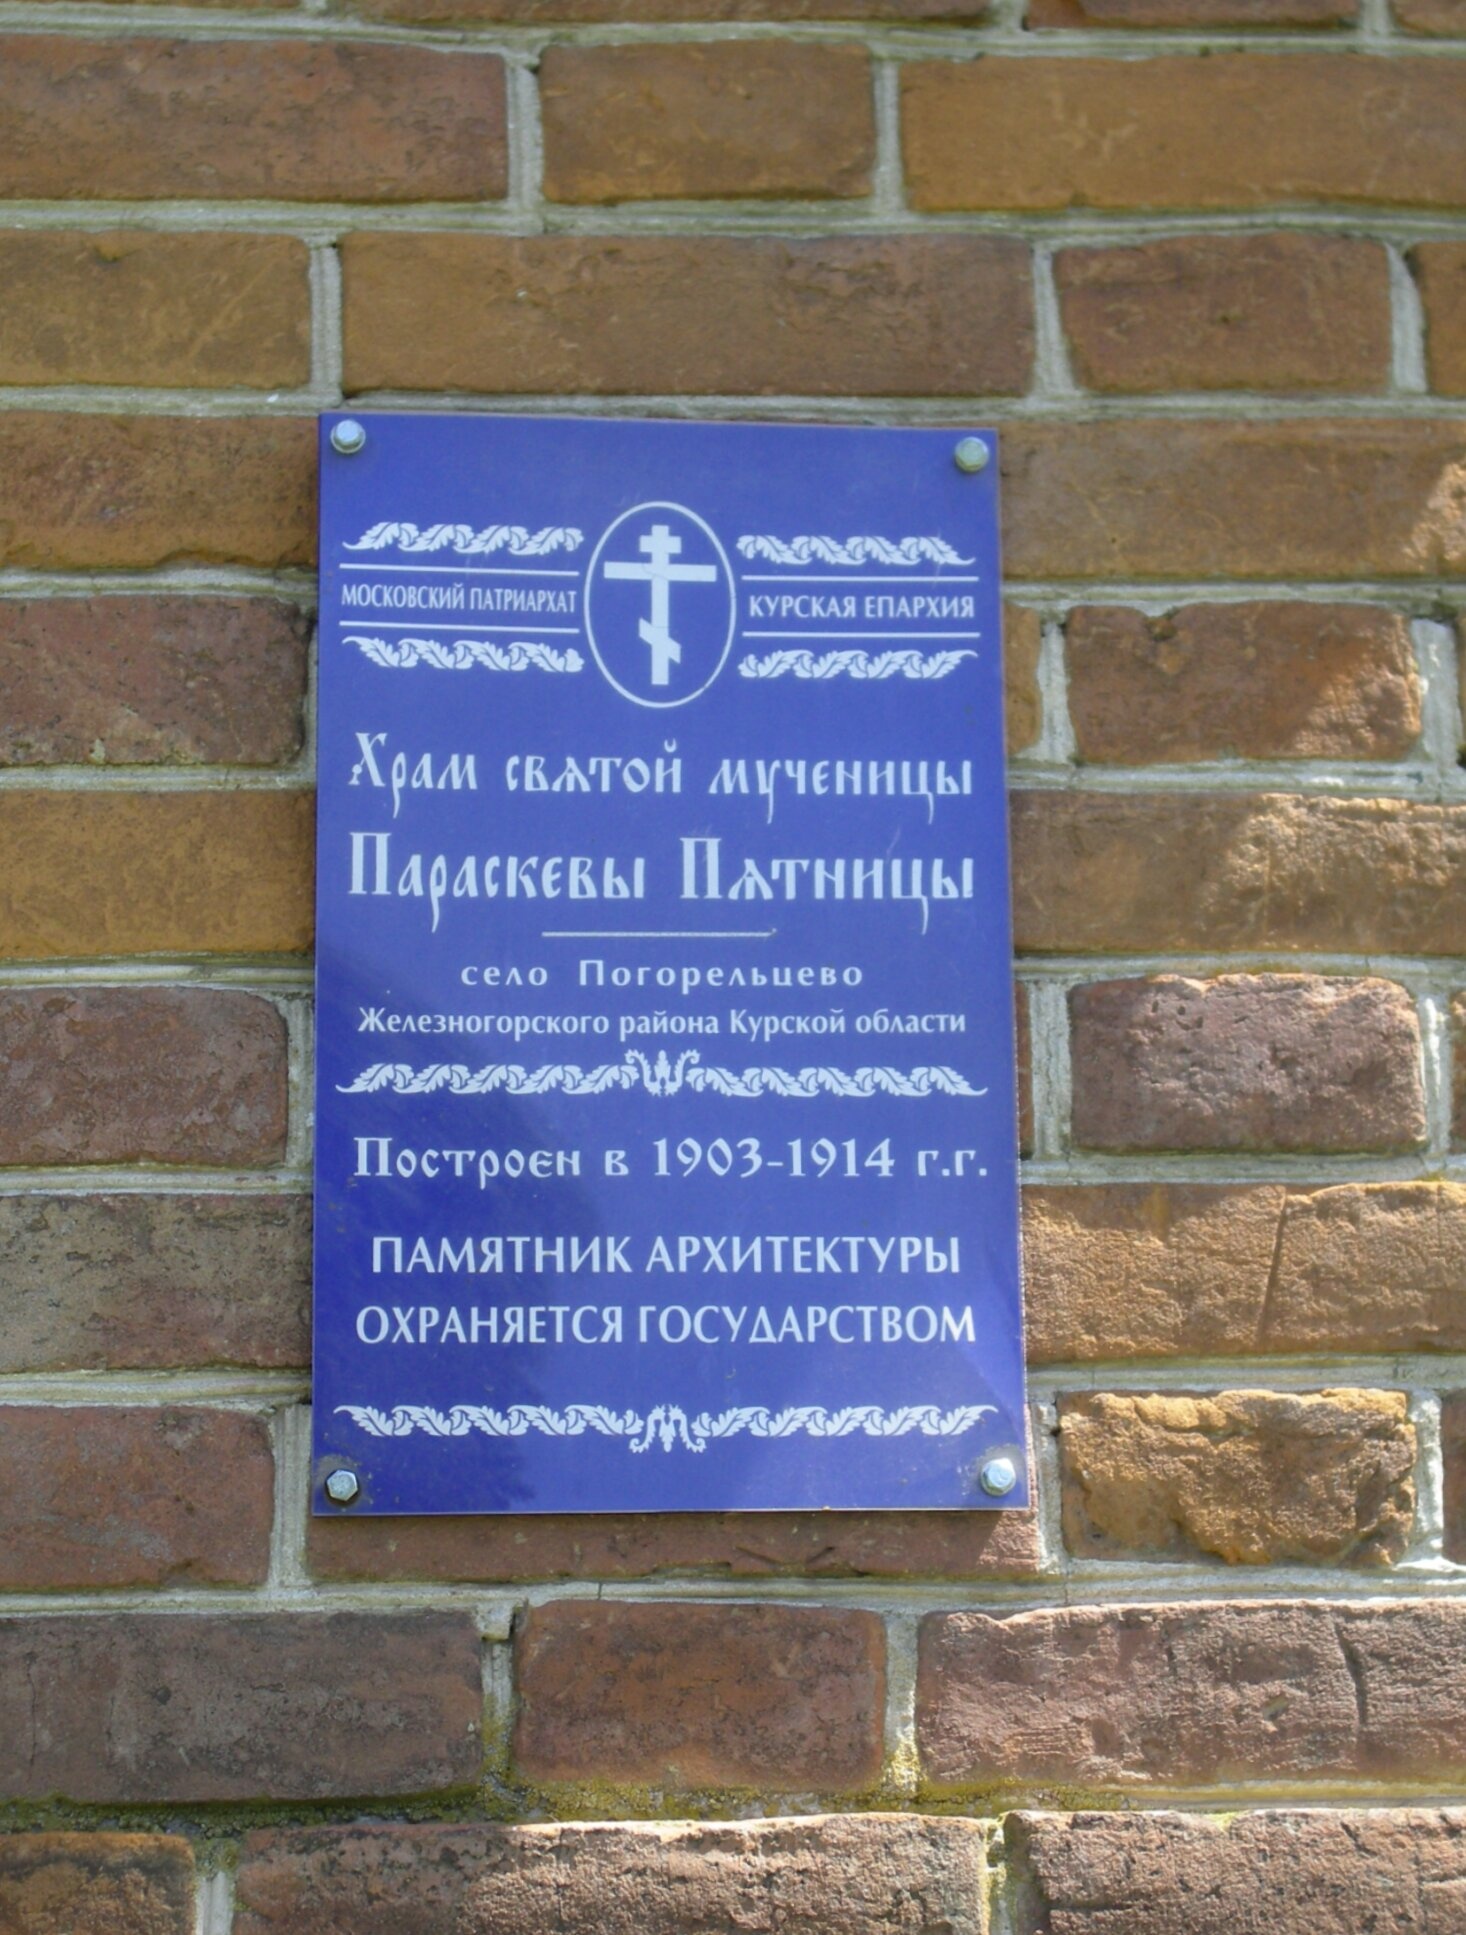 МОСКОВСКИЙ ПАТРИАРХАТ КУРСКАЯ ЕПАРХИЯ
Храм святой мученицы
Параскевы Пятницы
село Погорельцево
Железногорского района Курской области
Построен в 1903-1914 г.г.
ПАМЯТНИК АРХИТЕКТУРЫ
ОХРАНЯЕТСЯ ГОСУДАРСТВОМ